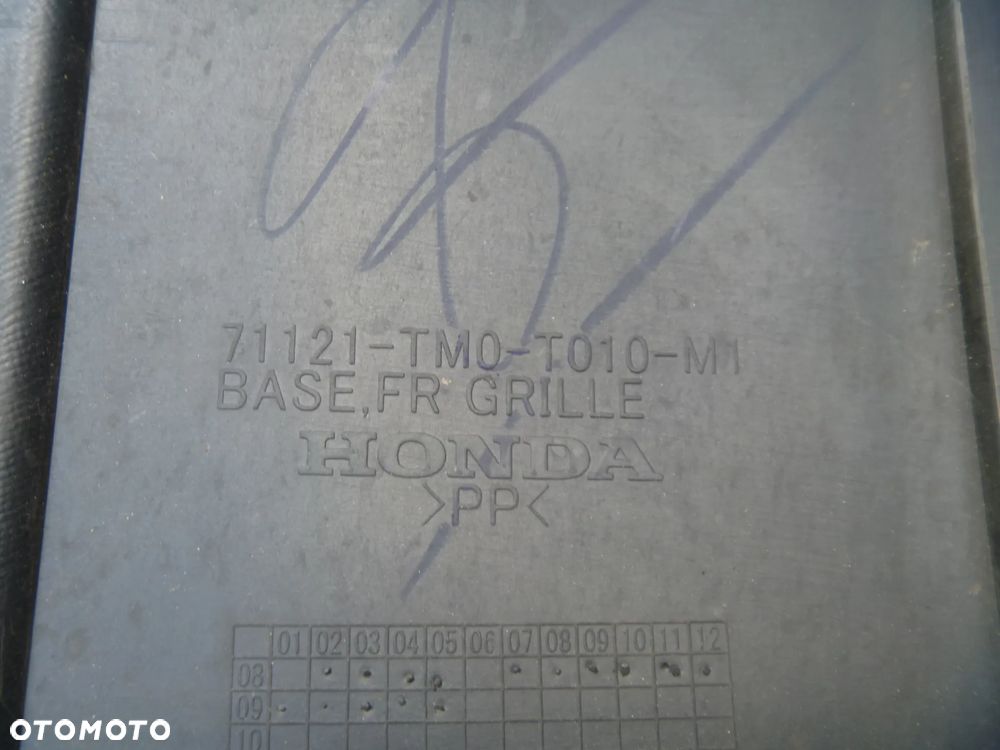 71121-TM0-T010-M1
BASE,FR GRILLE
HONDA
>PP<
01 02 03 04 05 06 07 08 09 10 11 12
08
09
10
OTOMOTO